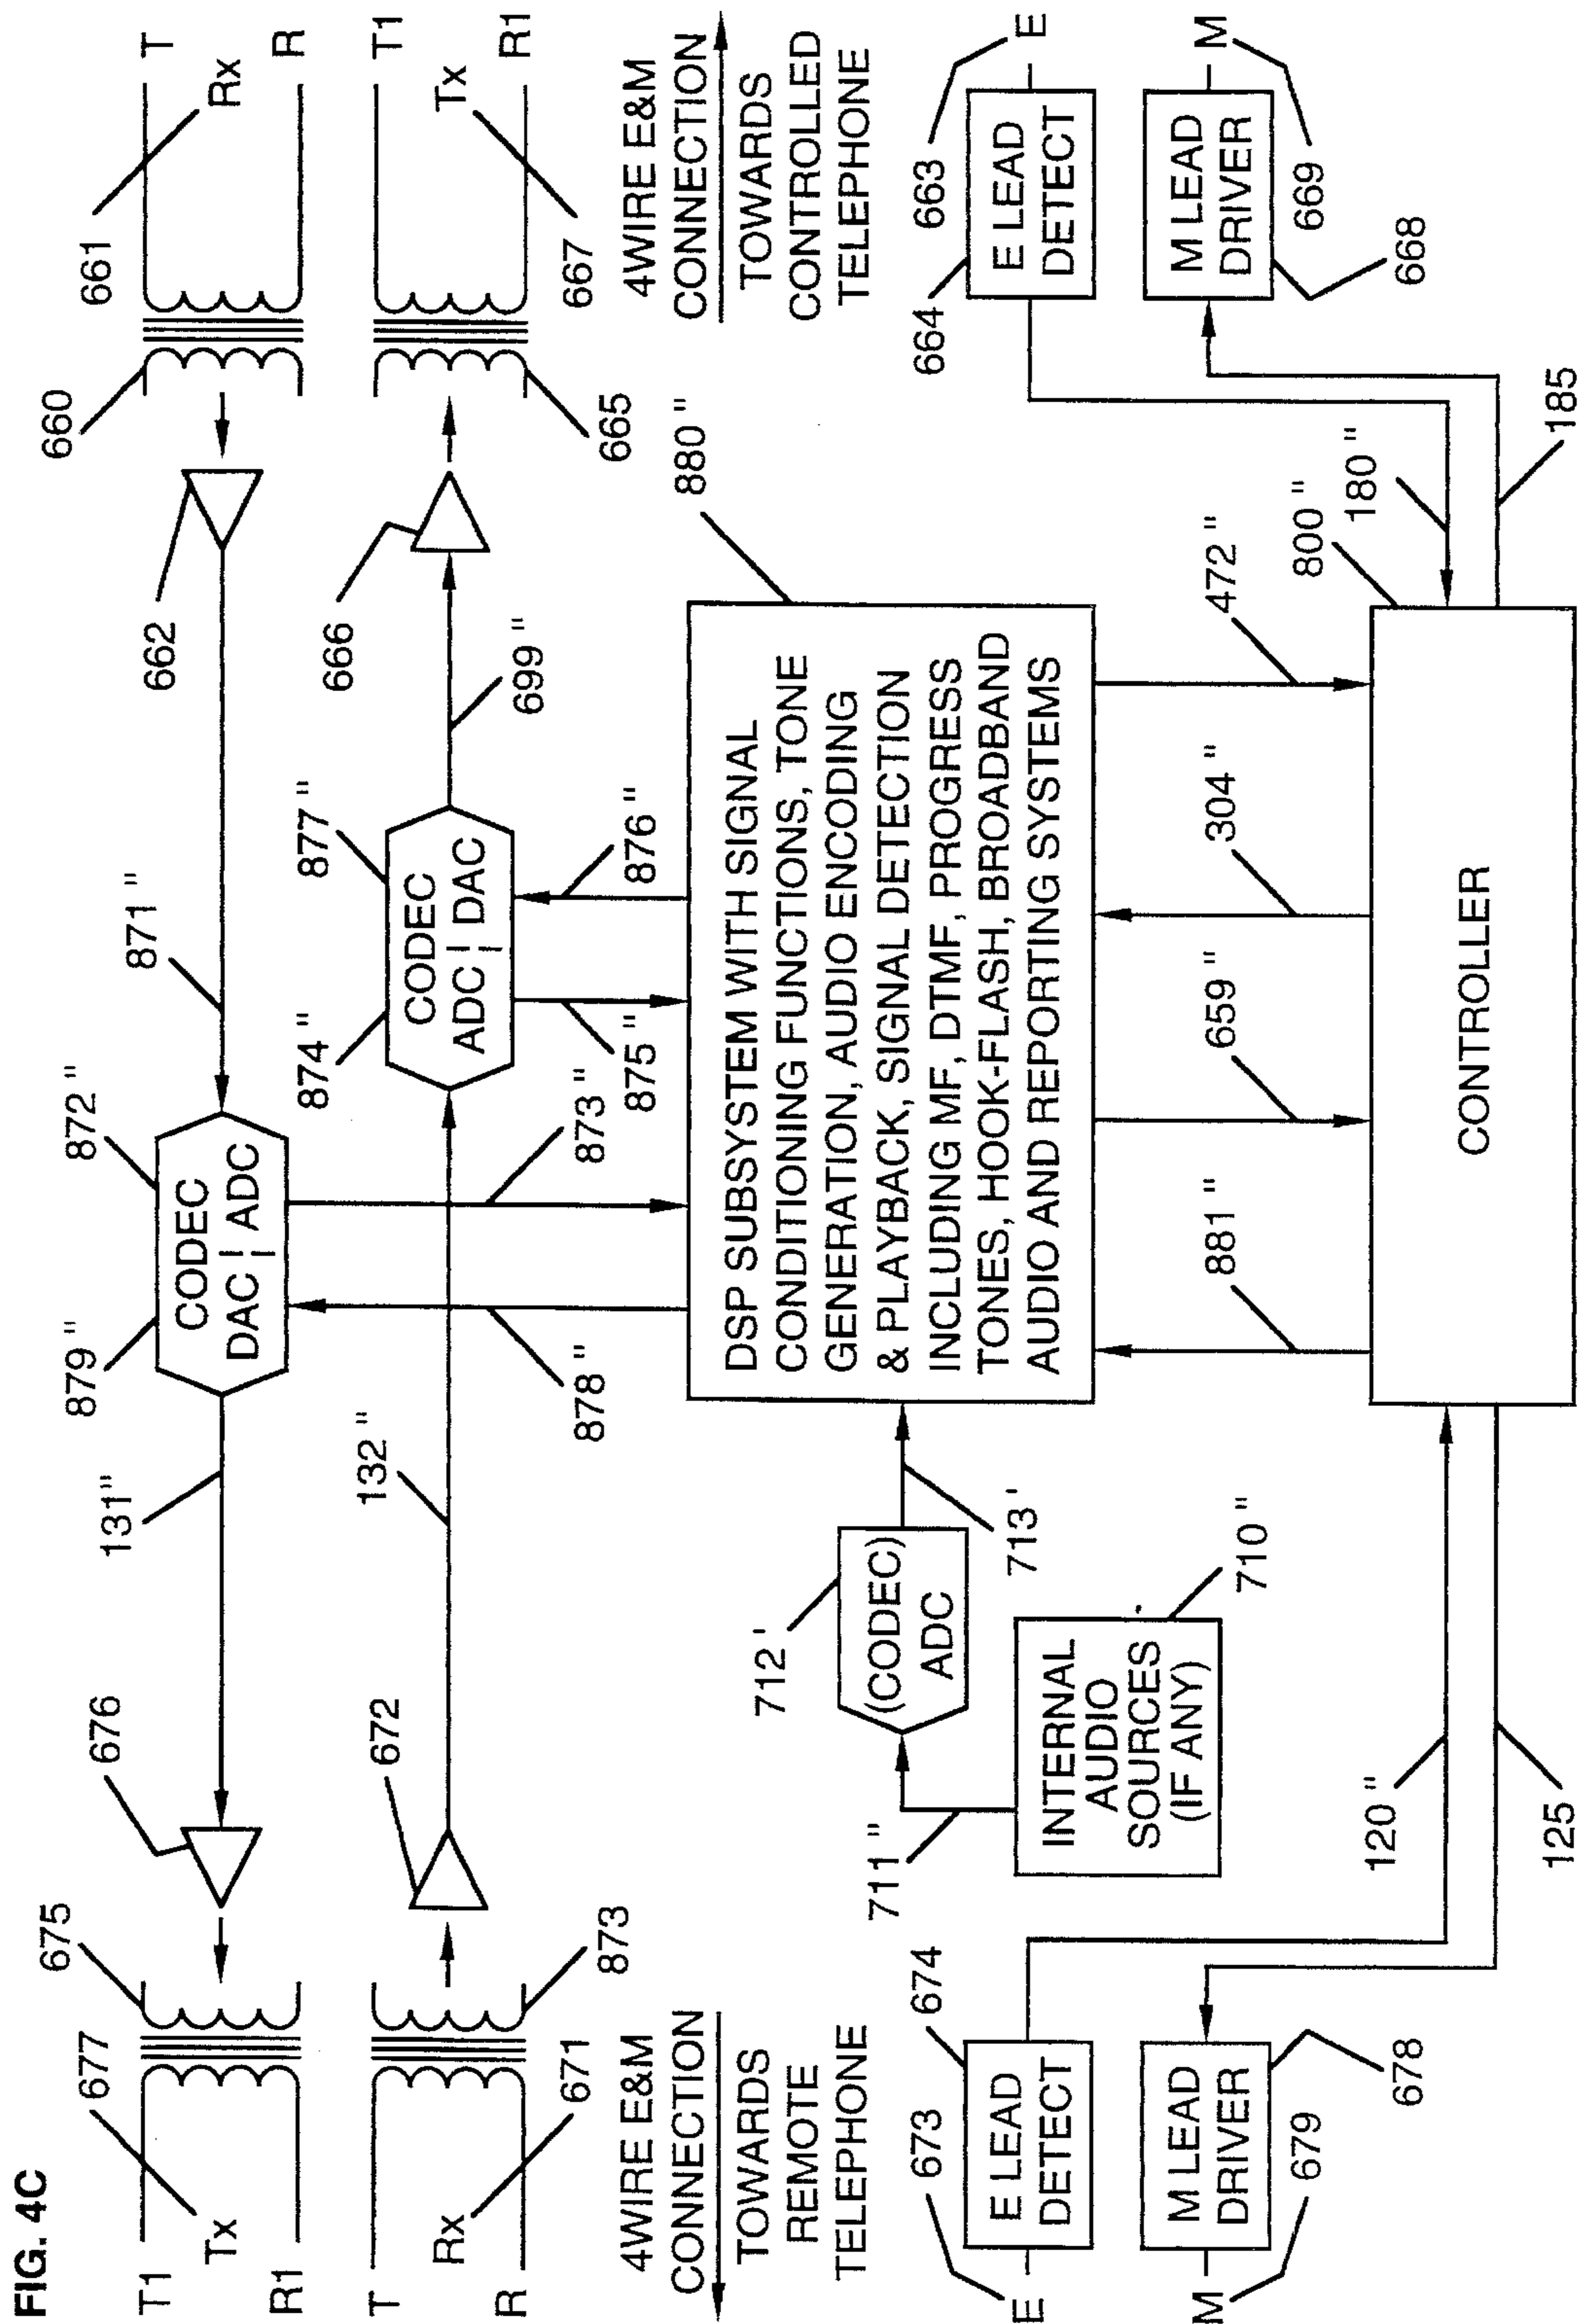 FIG. 4C
T1
Tx
R1
677
675
676
131"
879"
872"
CODEC
DAC
ADC
871"
662
660
661
T
Rx
R
T
Rx
R
671
873
672
132"
878"
873"
874"
877"
CODEC
ADC
DAC
875"
876"
699"
666
665
667
T1
Tx
R1
4WIRE E&M
CONNECTION
TOWARDS
REMOTE
TELEPHONE
4WIRE E&M
CONNECTION
TOWARDS
CONTROLLED
TELEPHONE
880"
DSP SUBSYSTEM WITH SIGNAL
CONDITIONING FUNCTIONS, TONE
GENERATION, AUDIO ENCODING
& PLAYBACK, SIGNAL DETECTION
INCLUDING MF, DTMF, PROGRESS
TONES, HOOK-FLASH, BROADBAND
AUDIO AND REPORTING SYSTEMS
712'
(CODEC)
ADC
713'
711"
INTERNAL
AUDIO
SOURCES
(IF ANY)
710"
673
674
E
E LEAD
DETECT
M
M LEAD
DRIVER
679
678
664
663
E LEAD
DETECT
E
M LEAD
DRIVER
M
669
668
881"
659"
304"
472"
800"
180"
185
120"
125
CONTROLLER